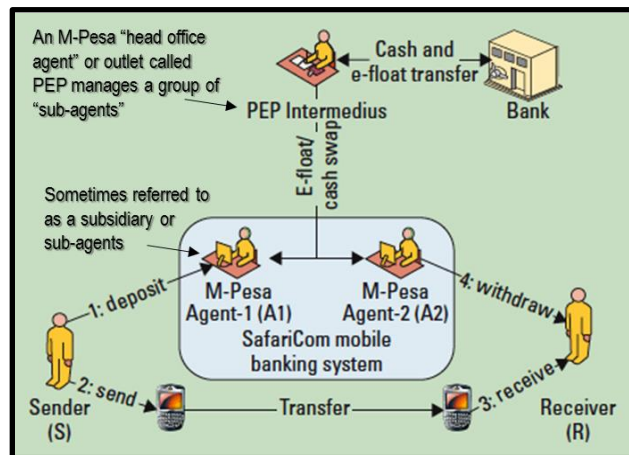 An M-Pesa “head office
agent” or outlet called
PEP manages a group of
“sub-agents”
Cash and
e-float transfer
PEP Intermedius
Bank
E-float/
cash swap
Sometimes referred to
as a subsidiary or
sub-agents
1: deposit
M-Pesa
Agent-1 (A1)
M-Pesa
Agent-2 (A2)
4: withdraw
SafariCom mobile
banking system
2: send
Transfer
3: receive
Sender
(S)
Receiver
(R)